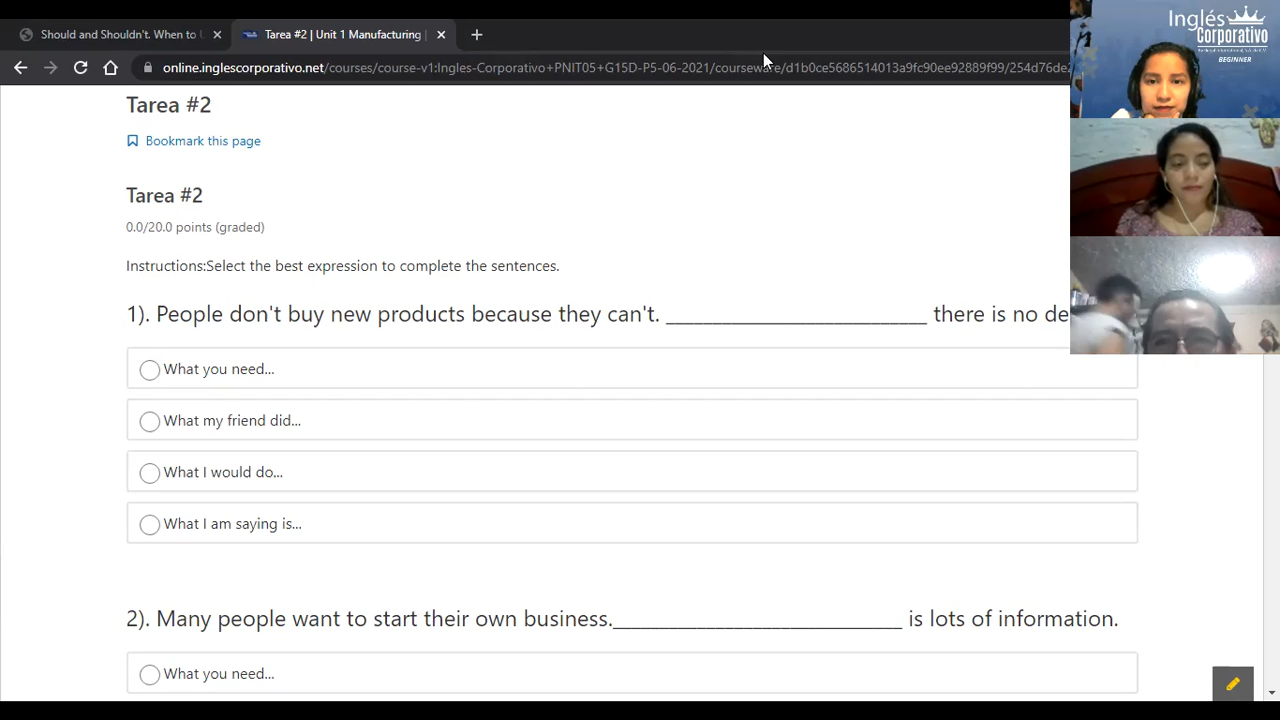 Should and Shouldn't. When to U
Tarea #2 | Unit 1 Manufacturing |
online.inglescorporativo.net/courses/course-v1:Ingles-Corporativo+PNIT05+G15D-P5-06-2021/courseware/d1b0ce5686514013a9fc90ee92889f99/254d76de2
Inglés
Corporativo
BEGINNER
Tarea #2
Bookmark this page
Tarea #2
0.0/20.0 points (graded)
Instructions:Select the best expression to complete the sentences.
1). People don't buy new products because they can't. __________________________ there is no de
What you need...
What my friend did...
What I would do...
What I am saying is...
2). Many people want to start their own business.____________________________ is lots of information.
What you need...